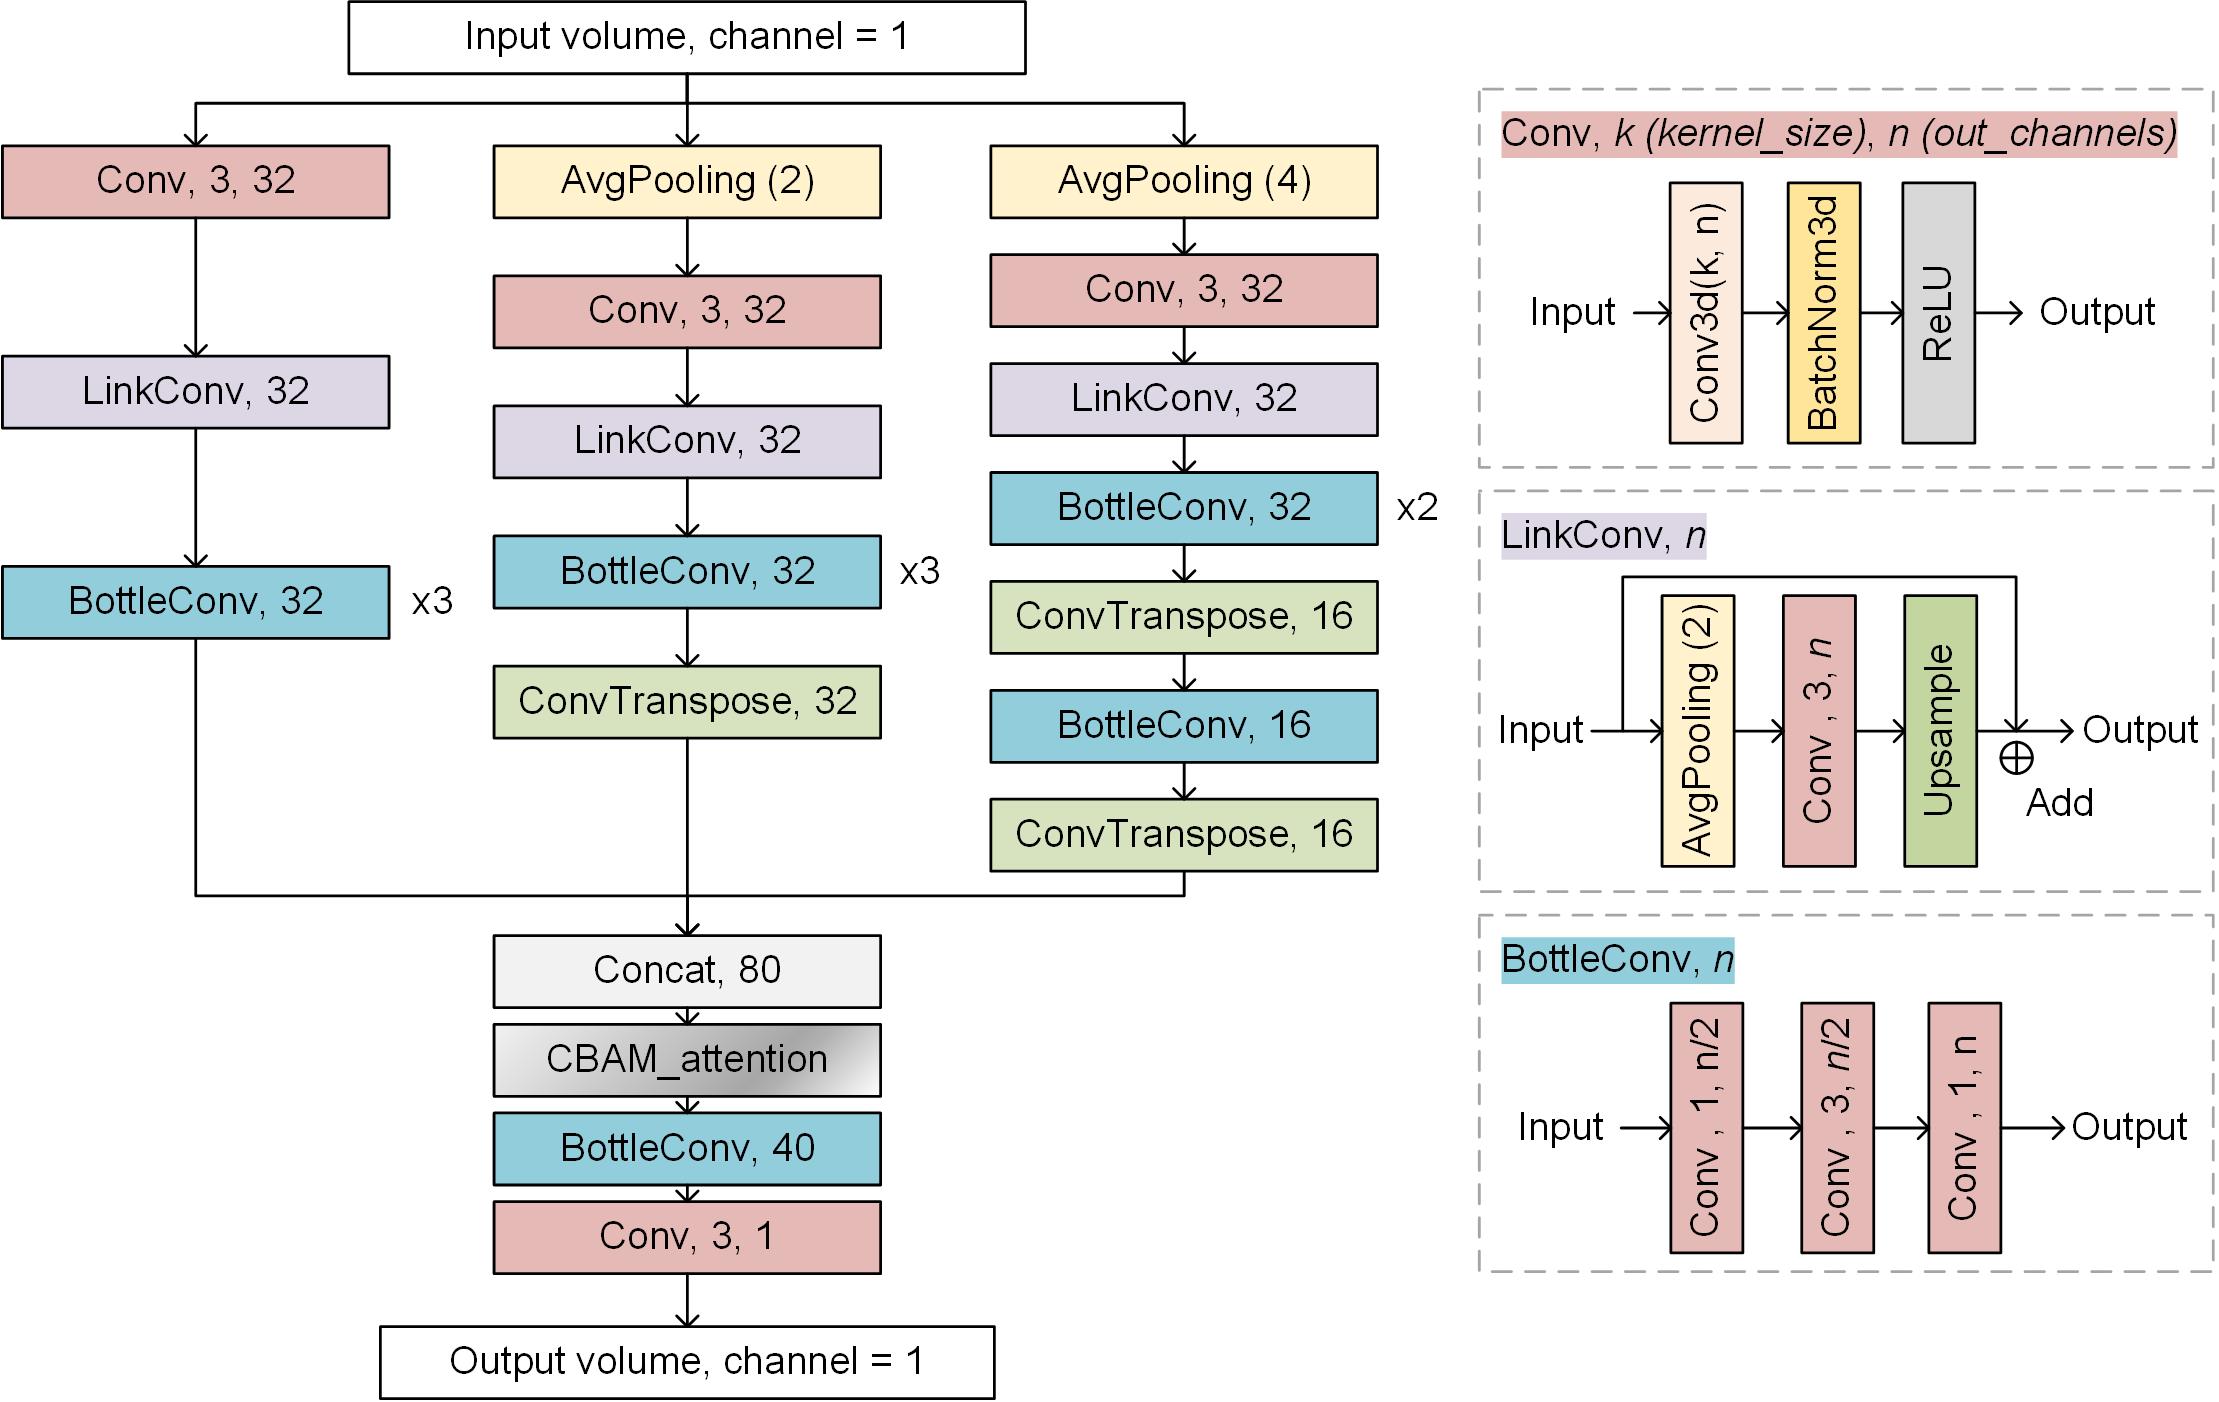 Input volume, channel = 1
Conv, 3, 32
LinkConv, 32
BottleConv, 32
x3
AvgPooling (2)
Conv, 3, 32
LinkConv, 32
BottleConv, 32
x3
ConvTranspose, 32
AvgPooling (4)
Conv, 3, 32
LinkConv, 32
BottleConv, 32
x2
ConvTranspose, 16
BottleConv, 16
ConvTranspose, 16
Concat, 80
CBAM_attention
BottleConv, 40
Conv, 3, 1
Output volume, channel = 1
Conv, k (kernel_size), n (out_channels)
Input
Conv3d(k, n)
BatchNorm3d
ReLU
Output
LinkConv, n
Input
AvgPooling (2)
Conv , 3, n
Upsample
Output
Add
BottleConv, n
Input
Conv , 1, n/2
Conv , 3, n/2
Conv , 1, n
Output